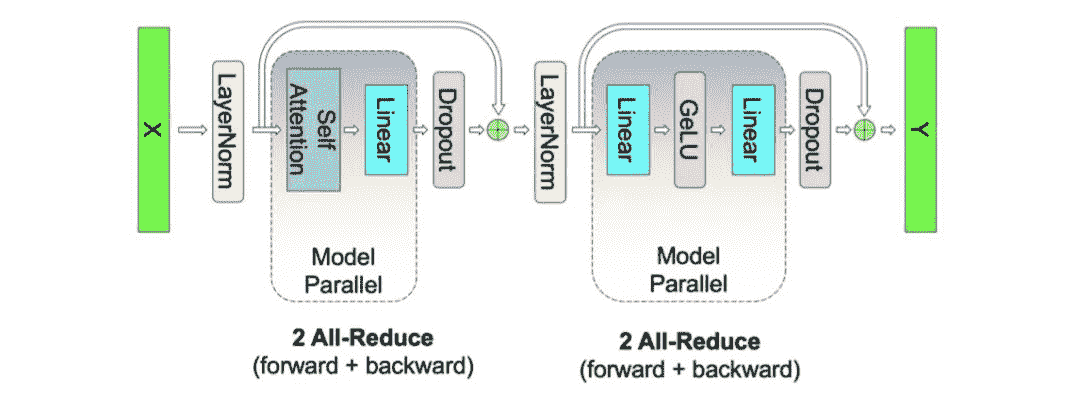 X
LayerNorm
Self
Attention
Linear
Dropout
LayerNorm
Linear
GeLU
Linear
Dropout
Y
Model
Parallel
Model
Parallel
2 All-Reduce
(forward + backward)
2 All-Reduce
(forward + backward)